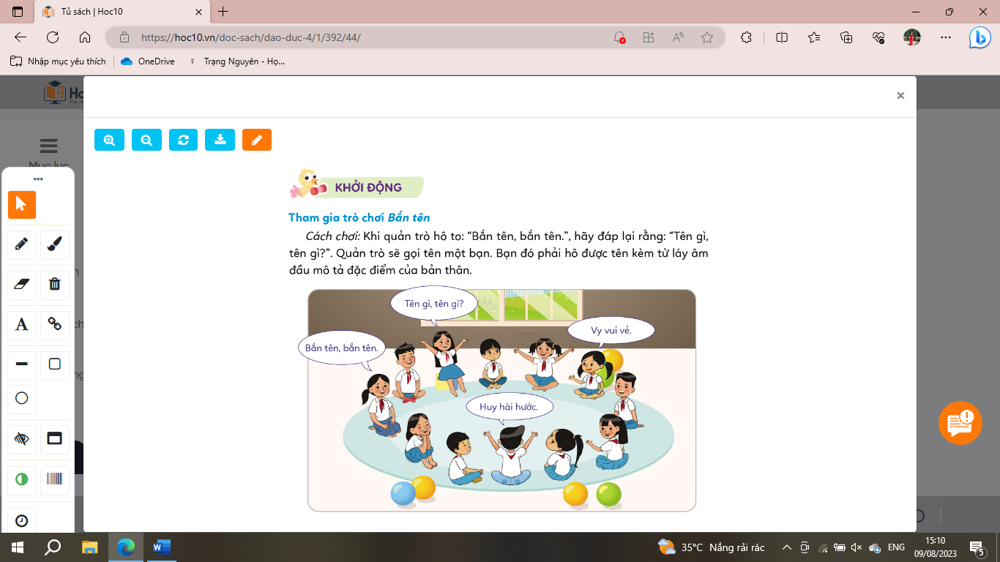 Tủ sách | Hoc10
https://hoc10.vn/doc-sach/dao-duc-4/1/392/44/
Nhập mục yêu thích
OneDrive
Trạng Nguyên - Họ...
KHỞI ĐỘNG
Tham gia trò chơi Bắn tên
Cách chơi: Khi quản trò hô to: “Bắn tên, bắn tên.”, hãy đáp lại rằng: “Tên gì,
tên gì?”. Quản trò sẽ gọi tên một bạn. Bạn đó phải hô được tên kèm từ láy âm
đầu mô tả đặc điểm của bản thân.
Tên gì, tên gì?
Vy vui vẻ.
Bắn tên, bắn tên.
Huy hài hước.
35°C Nắng rải rác
ENG
15:10
09/08/2023
5